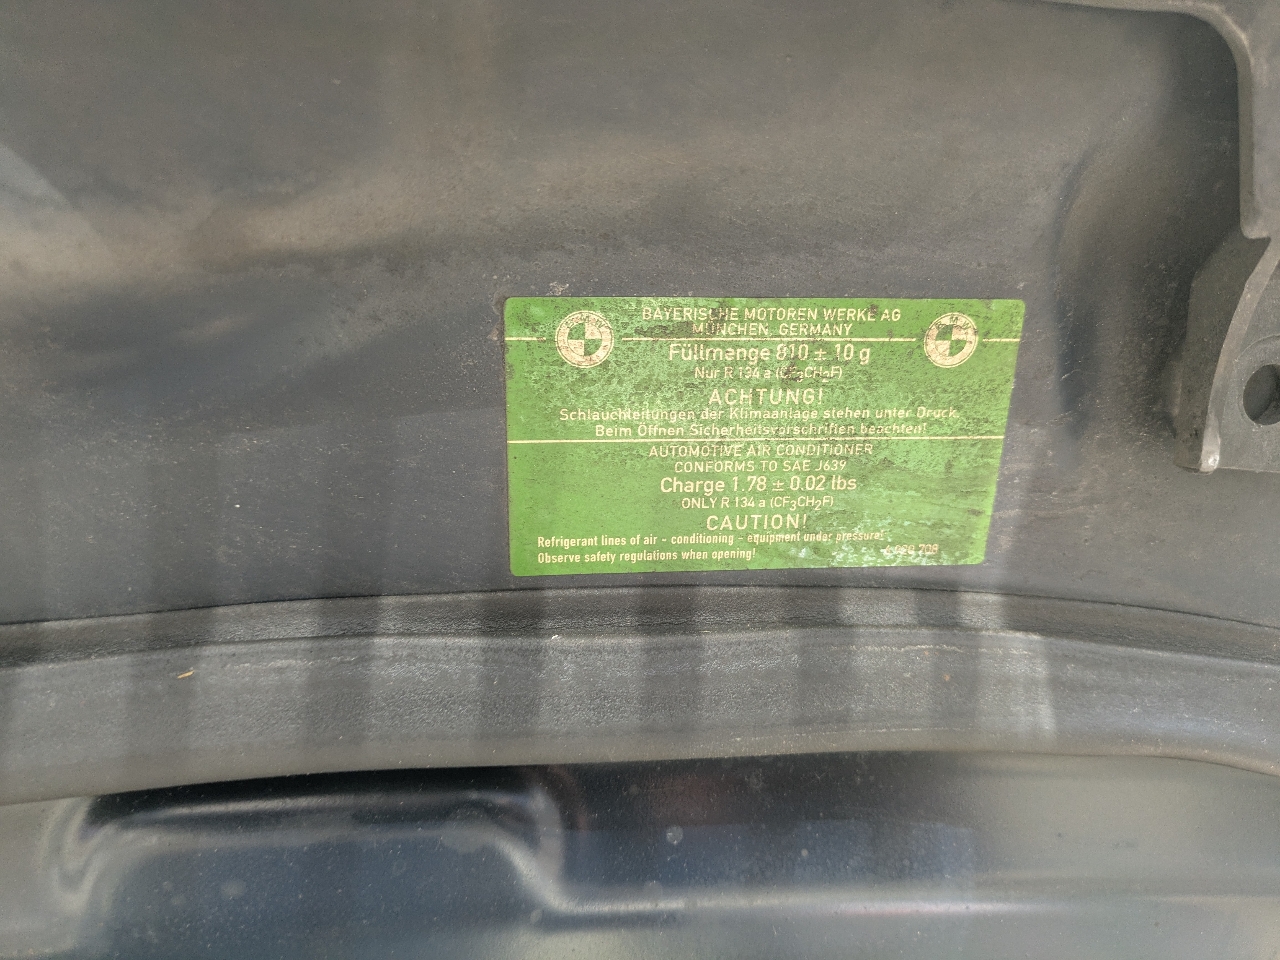 BAYERISCHE MOTOREN WERKE AG
MÜNCHEN, GERMANY
Füllmenge 810 ± 10 g
Nur R 134 a (CF₃CH₂F)
ACHTUNG!
Schlauchleitungen der Klimaanlage stehen unter Druck.
Beim Öffnen Sicherheitsvorschriften beachten!
AUTOMOTIVE AIR CONDITIONER
CONFORMS TO SAE J639
Charge 1.78 ± 0.02 lbs
ONLY R 134 a (CF₃CH₂F)
CAUTION!
Refrigerant lines of air - conditioning - equipment under pressure!
Observe safety regulations when opening!